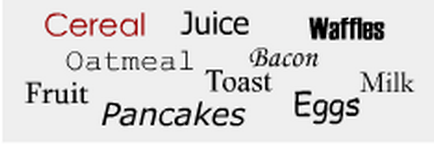 Cereal Juice Waffles
Oatmeal Bacon
Fruit Toast Milk
Pancakes Eggs